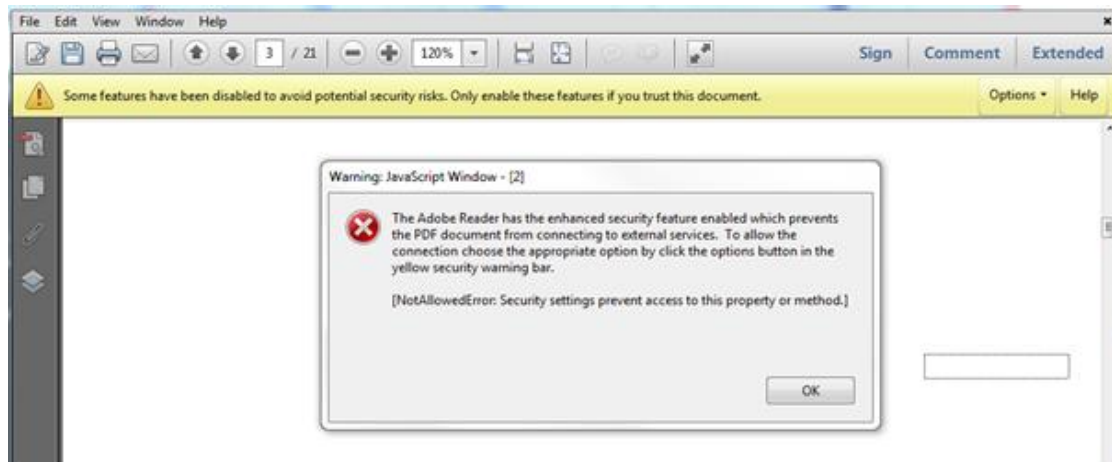 File Edit View Window Help
3 / 21 120% Sign Comment Extended
Some features have been disabled to avoid potential security risks. Only enable these features if you trust this document. Options Help
Warning: JavaScript Window - [2]
The Adobe Reader has the enhanced security feature enabled which prevents
the PDF document from connecting to external services. To allow the
connection choose the appropriate option by click the options button in the
yellow security warning bar.
[NotAllowedError: Security settings prevent access to this property or method.]
OK